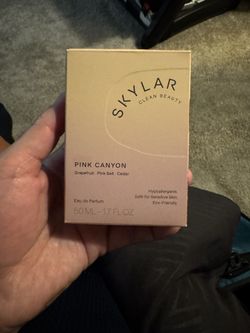 SKYLAR
CLEAN BEAUTY
PINK CANYON
Grapefruit · Pink Salt · Cedar
Hypoallergenic
Safe for Sensitive Skin
Eco-Friendly
Eau de Parfum
50 ML - 1.7 FL OZ